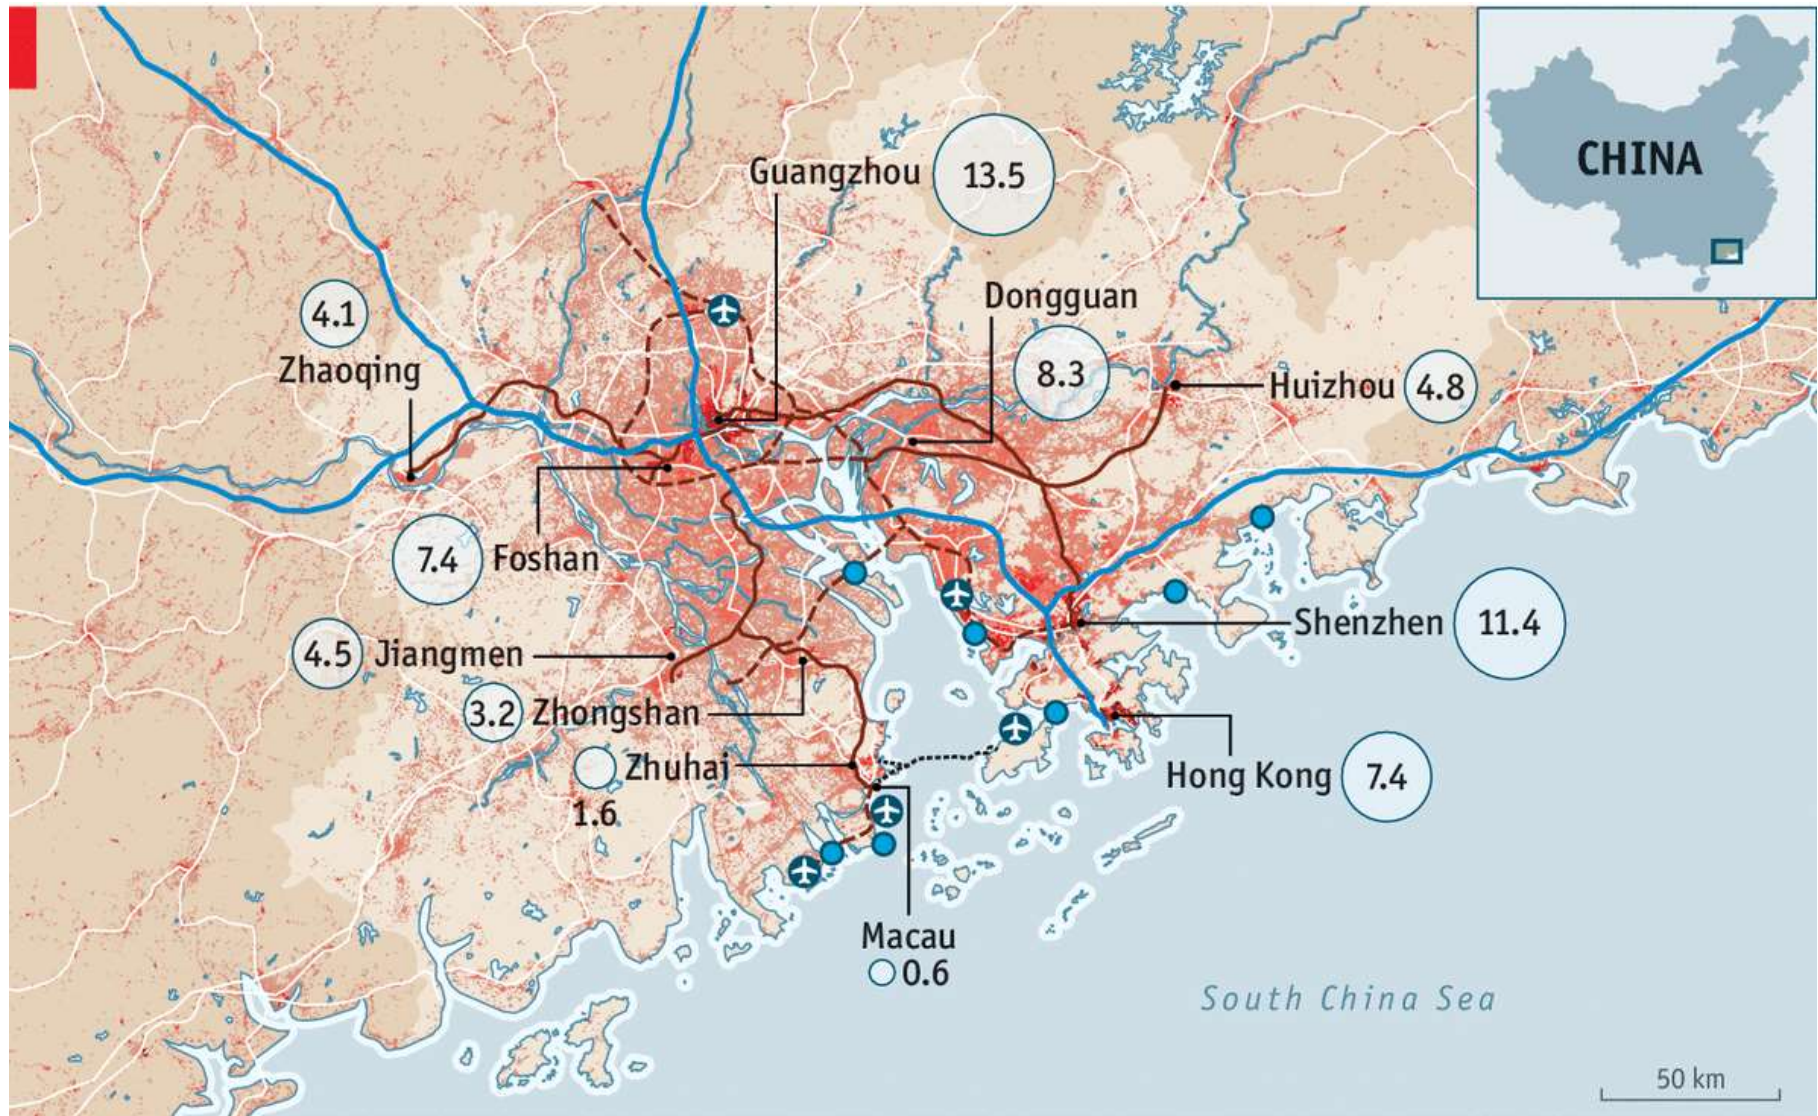 CHINA
Guangzhou 13.5
Dongguan
8.3
4.1
Zhaoqing
Huizhou 4.8
7.4 Foshan
Shenzhen 11.4
4.5 Jiangmen
3.2 Zhongshan
Zhuhai
1.6
Hong Kong 7.4
Macau
0.6
South China Sea
50 km